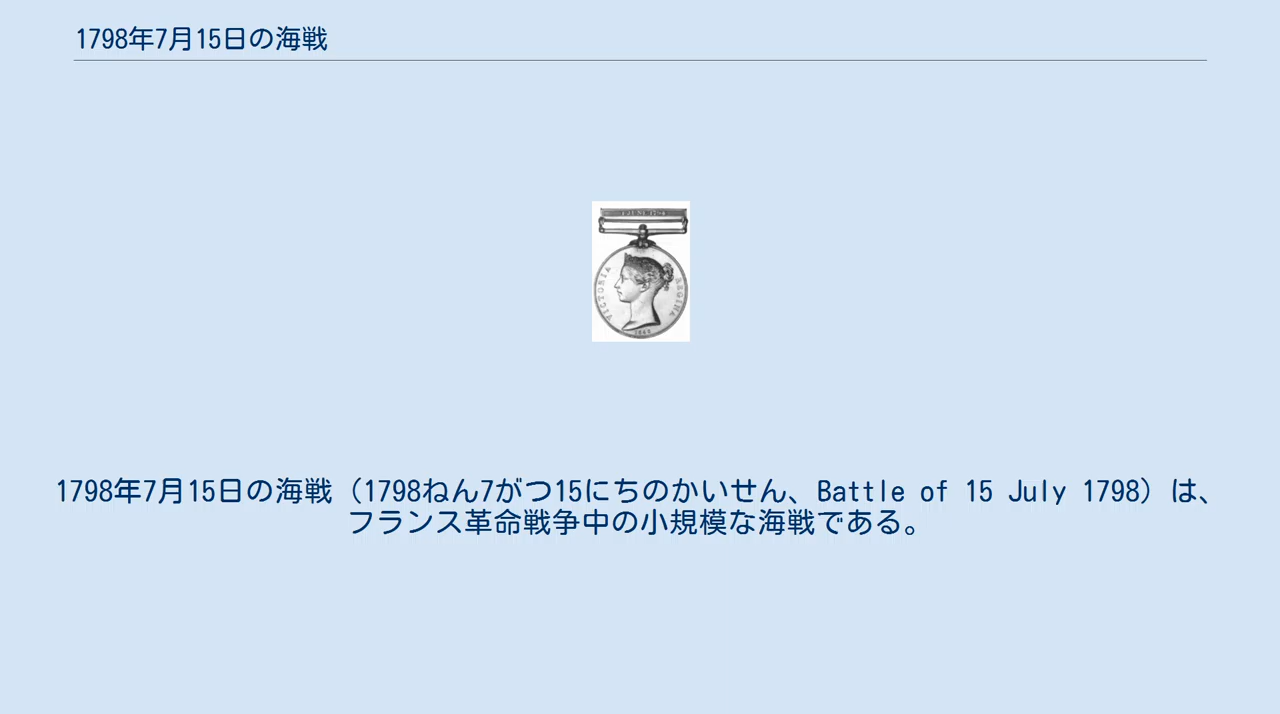 1798年7月15日の海戦
VICTORIA
REGINA
1798年7月15日の海戦（1798ねん7がつ15にちのかいせん、Battle of 15 July 1798）は、
フランス革命戦争中の小規模な海戦である。